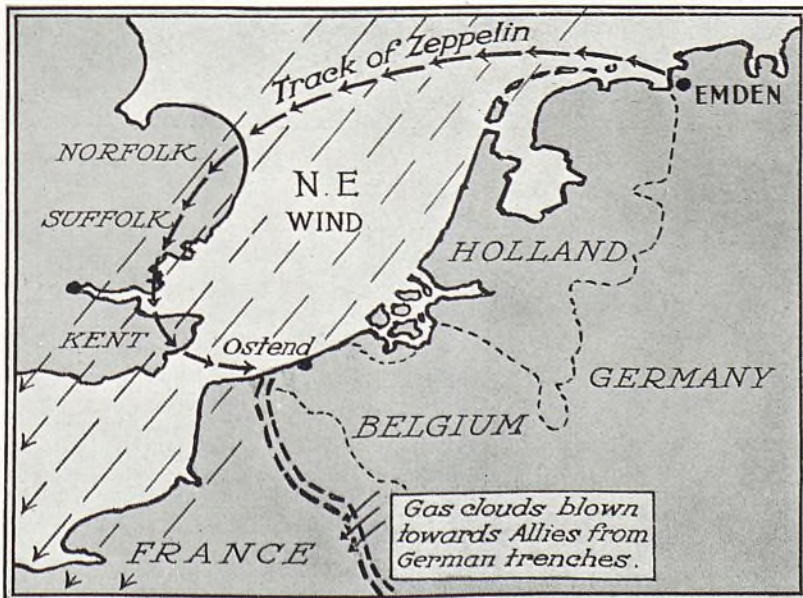 Track of Zeppelin
EMDEN
NORFOLK
N.E
WIND
SUFFOLK
HOLLAND
KENT
Ostend
GERMANY
BELGIUM
Gas clouds blown
towards Allies from
German trenches.
FRANCE